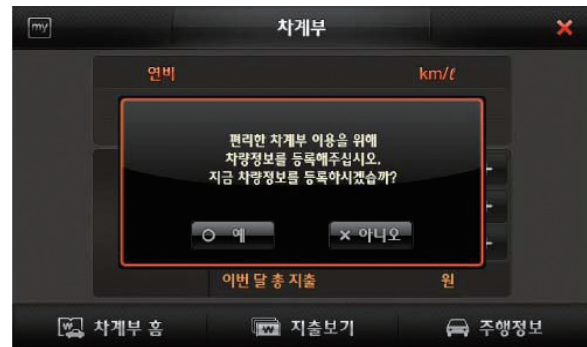 my 차계부
연비 km/ℓ
편리한 차계부 이용을 위해
차량정보를 등록해주십시오.
지금 차량정보를 등록하시겠습까?
예 아니오
이번 달 총 지출 원
차계부 홈 지출보기 주행정보